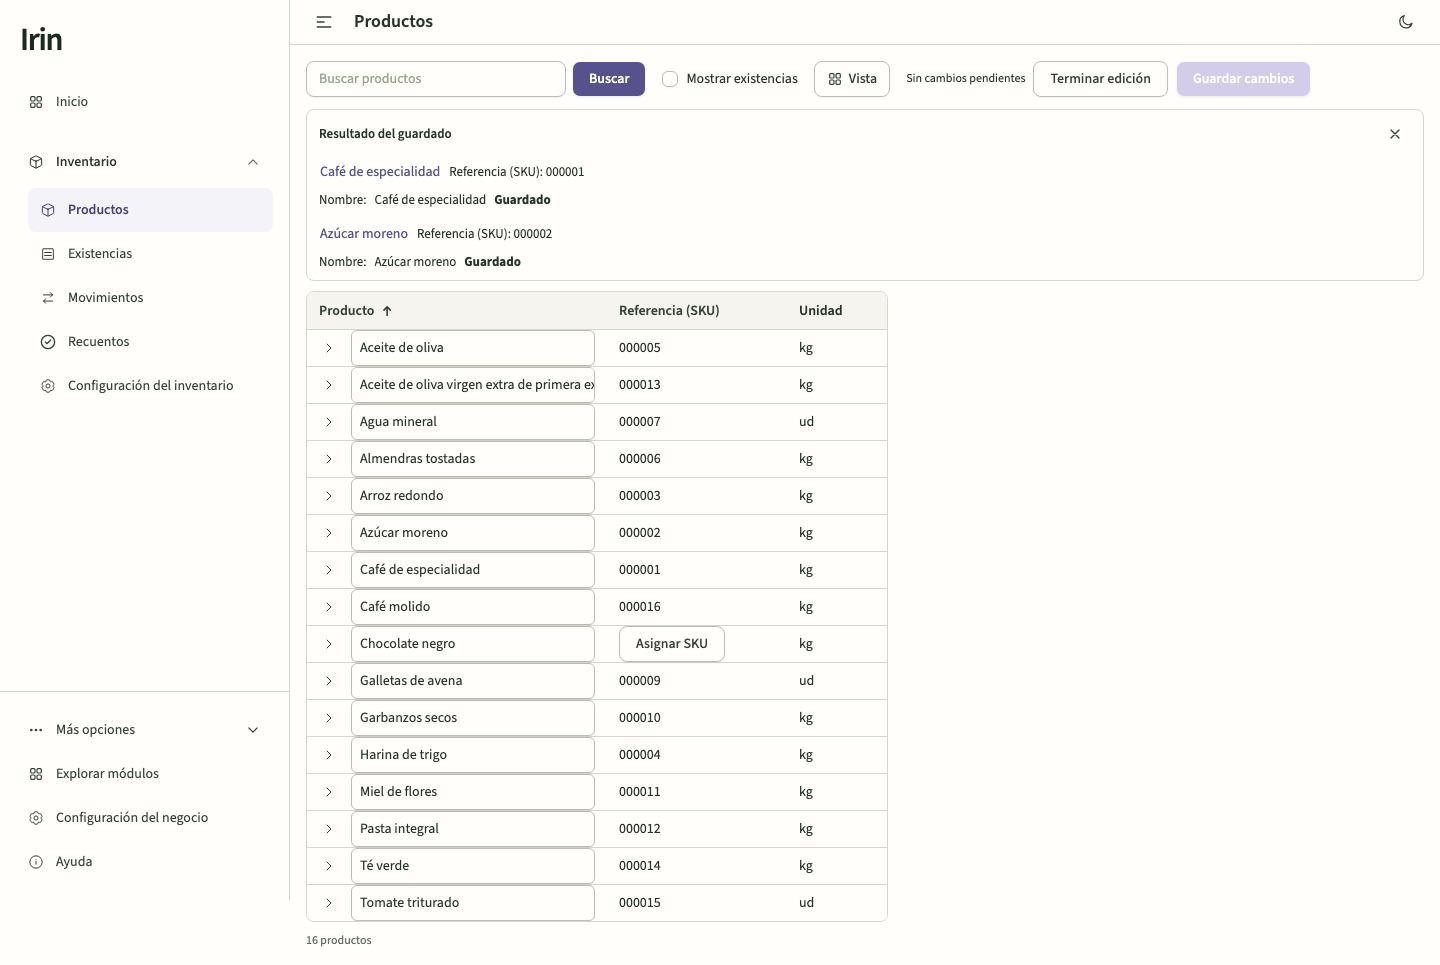 Irin
Inicio
Inventario
Productos
Existencias
Movimientos
Recuentos
Configuración del inventario
Más opciones
Explorar módulos
Configuración del negocio
Ayuda
Productos
Buscar productos Buscar Mostrar existencias Vista Sin cambios pendientes Terminar edición Guardar cambios
Resultado del guardado
Café de especialidad Referencia (SKU): 000001
Nombre: Café de especialidad Guardado
Azúcar moreno Referencia (SKU): 000002
Nombre: Azúcar moreno Guardado
Producto Referencia (SKU) Unidad
Aceite de oliva 000005 kg
Aceite de oliva virgen extra de primera 000013 kg
Agua mineral 000007 ud
Almendras tostadas 000006 kg
Arroz redondo 000003 kg
Azúcar moreno 000002 kg
Café de especialidad 000001 kg
Café molido 000016 kg
Chocolate negro Asignar SKU kg
Galletas de avena 000009 ud
Garbanzos secos 000010 kg
Harina de trigo 000004 kg
Miel de flores 000011 kg
Pasta integral 000012 kg
Té verde 000014 kg
Tomate triturado 000015 ud
16 productos